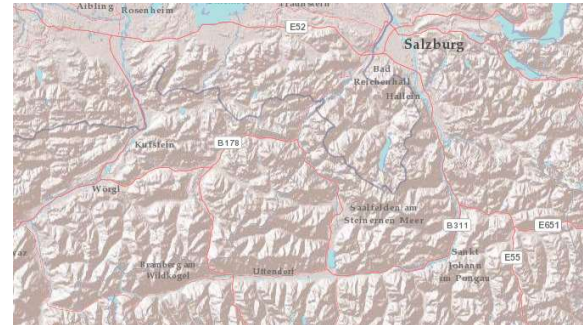 Aibling
Rosenheim
Traunstein
E52
Salzburg
Bad
Reichenhall
Hallein
Kufstein
B178
Wörgl
Saalfelden am
Steinernen Meer
B311
E651
Bramberg am
Wildkogel
Uttendorf
Sankt
Johann
im Pongau
E55